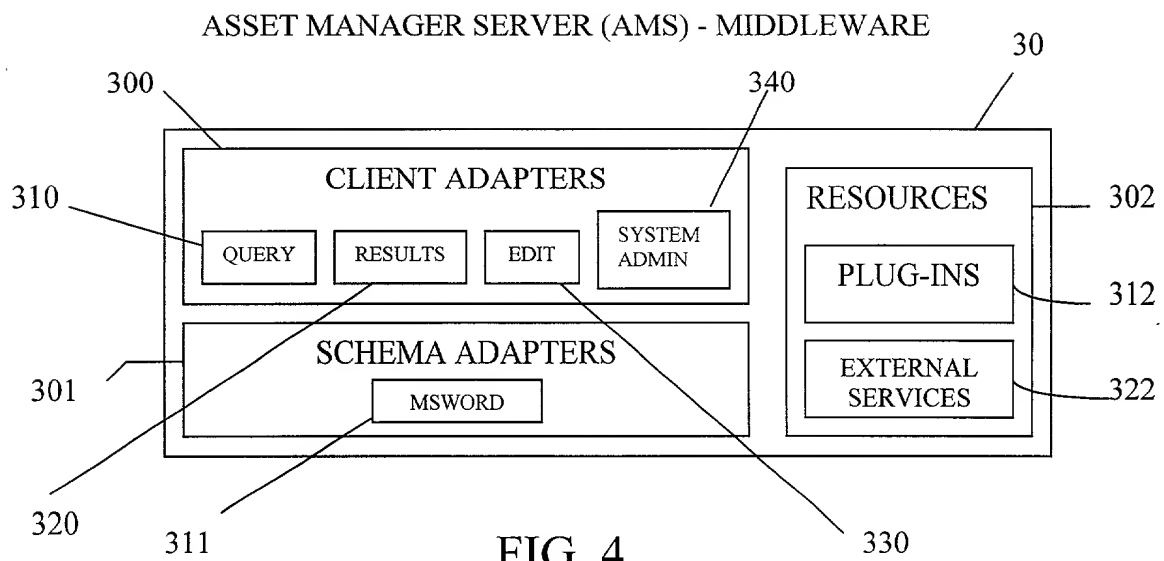 ASSET MANAGER SERVER (AMS) - MIDDLEWARE
30
300
340
CLIENT ADAPTERS
310
QUERY
RESULTS
EDIT
SYSTEM
ADMIN
RESOURCES
302
PLUG-INS
312
EXTERNAL
SERVICES
322
SCHEMA ADAPTERS
301
MSWORD
320
311
330
FIG. 4